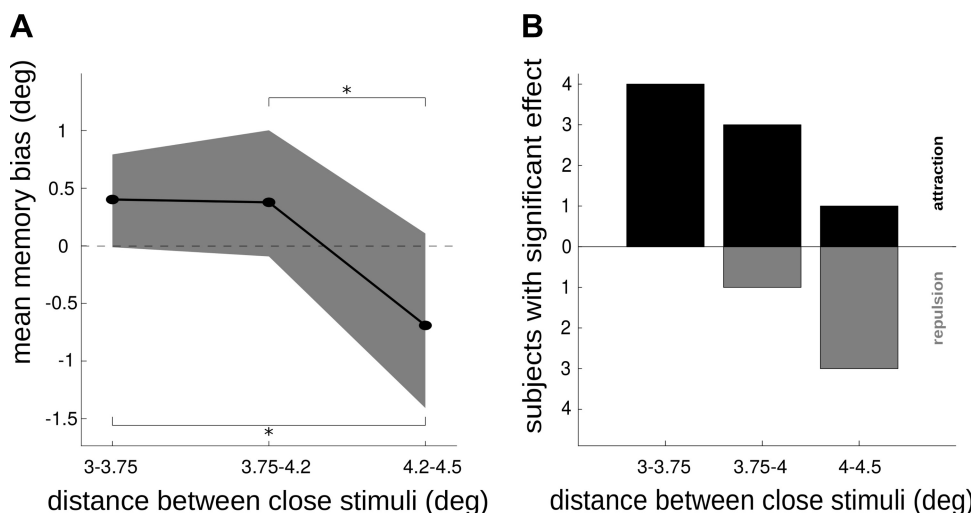 A
mean memory bias (deg)
1
0.5
0
-0.5
-1
-1.5
*
*
3-3.75
3.75-4.2
4.2-4.5
distance between close stimuli (deg)
B
subjects with significant effect
4
3
2
1
0
1
2
3
4
attraction
repulsion
3-3.75
3.75-4
4-4.5
distance between close stimuli (deg)